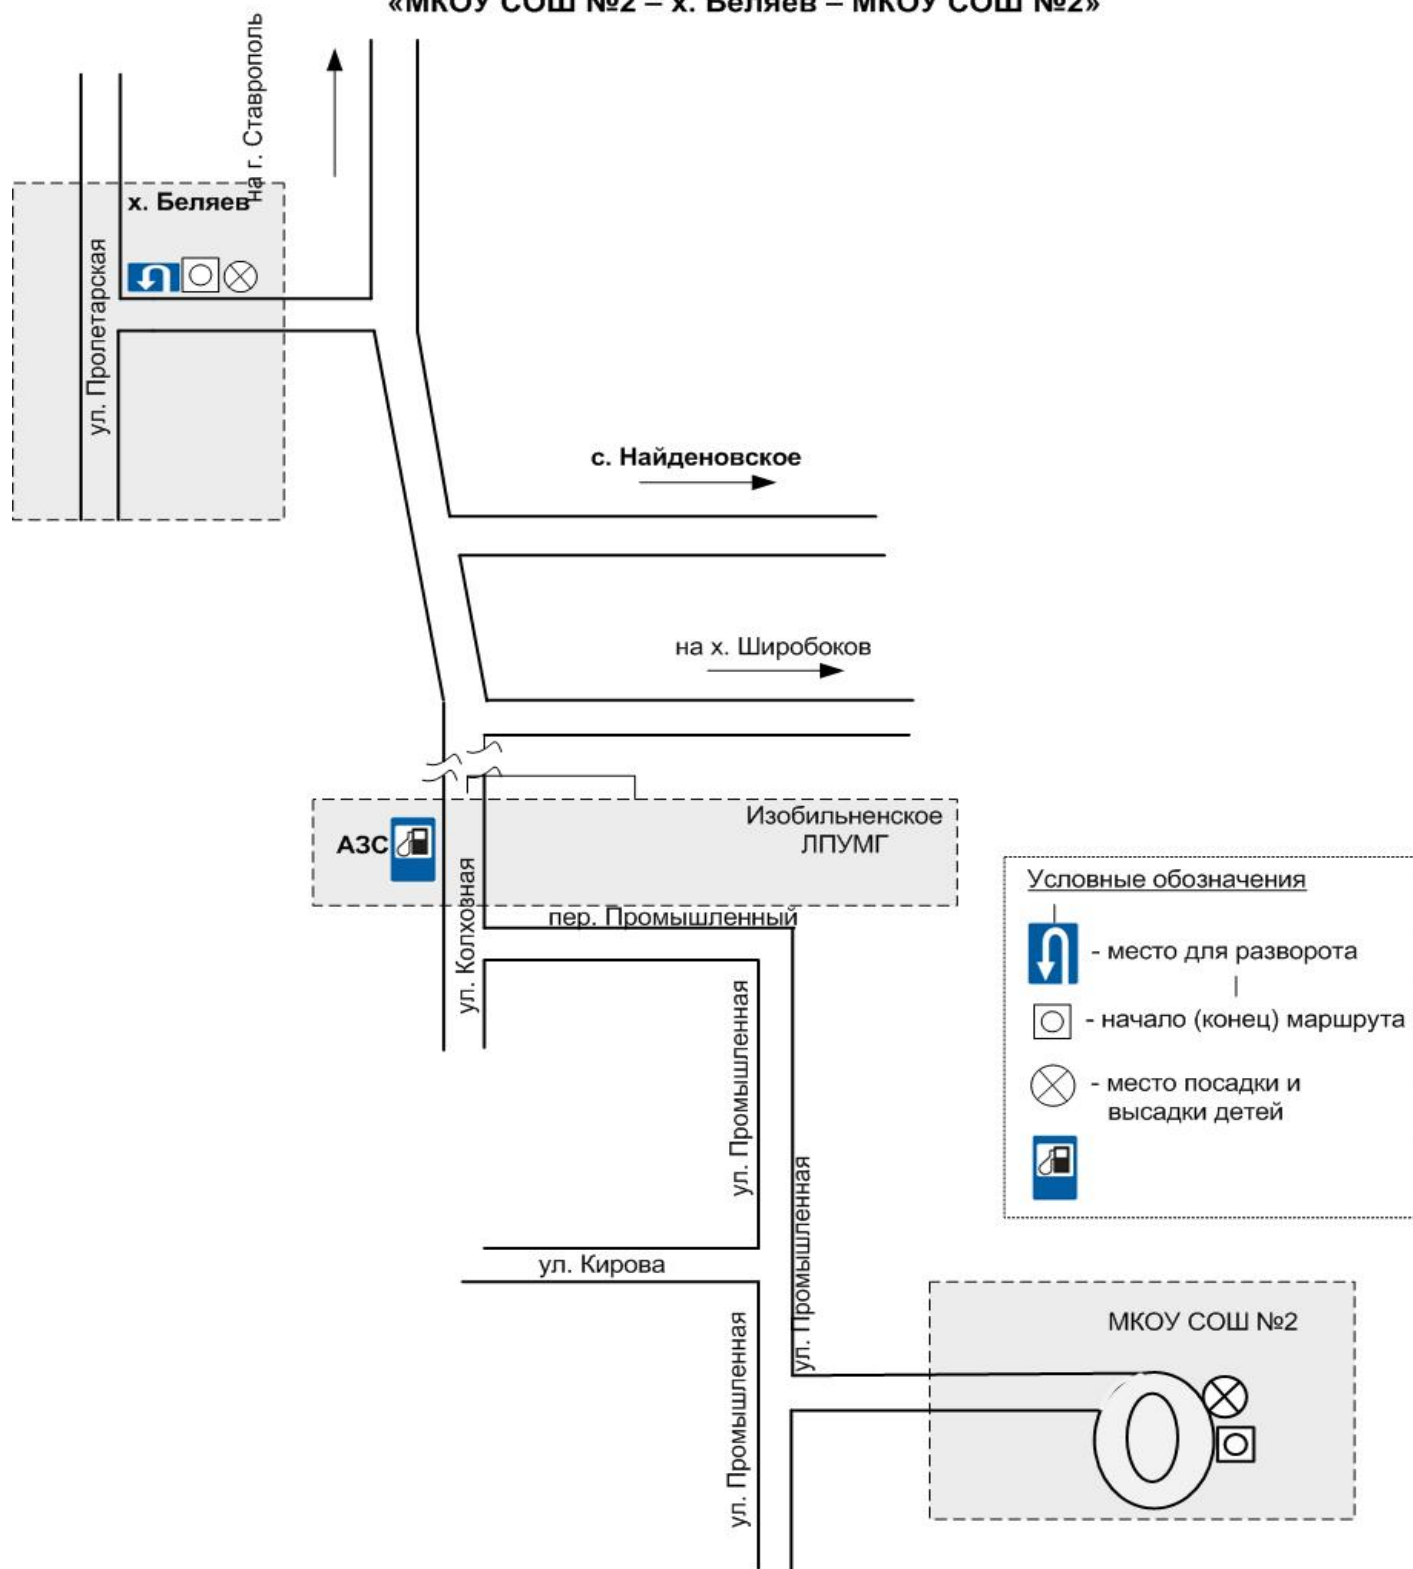 «МКОУ СОШ №2 – х. Беляев – МКОУ СОШ №2»
на г. Ставрополь
х. Беляев
ул. Пролетарская
с. Найденовское
на х. Широбоков
Изобильненское
ЛПУМГ
АЗС
ул. Колхозная
пер. Промышленный
ул. Промышленная
ул. Промышленная
ул. Кирова
ул. Промышленная
Условные обозначения
- место для разворота
- начало (конец) маршрута
- место посадки и
высадки детей
МКОУ СОШ №2